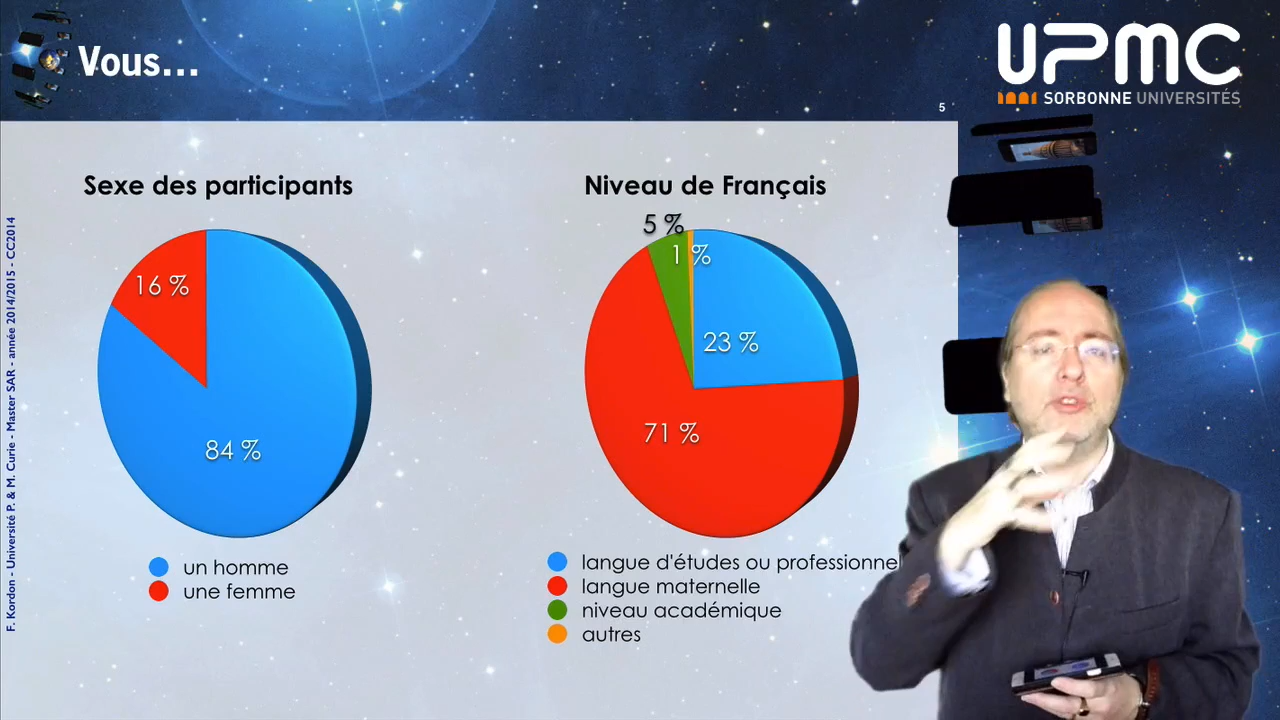 Vous...
UPMC
SORBONNE UNIVERSITÉS
5
Sexe des participants
16 %
84 %
un homme
une femme
Niveau de Français
5 %
1 %
23 %
71 %
langue d'études ou professionnel
langue maternelle
niveau académique
autres
F. Kordon - Université P. & M. Curie - Master SAR - année 2014/2015 - CC2014